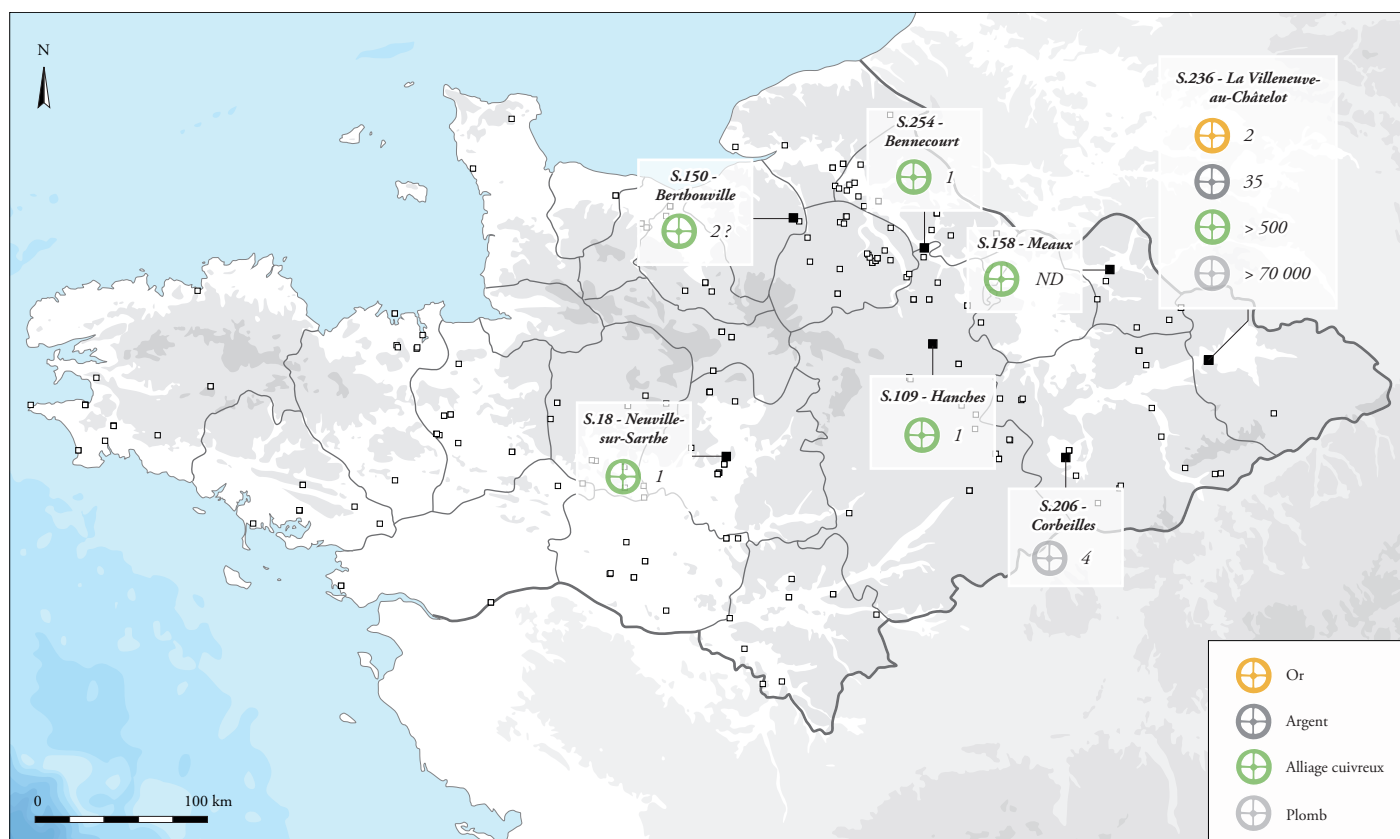 N
S.236 - La Villeneuve-
au-Châtelot
2
35
> 500
> 70 000
S.254 -
Bennecourt
1
S.150 -
Berthouville
2 ?
S.158 - Meaux
ND
S.109 - Hanches
1
S.18 - Neuville-
sur-Sarthe
1
S.206 -
Corbeilles
4
Or
Argent
Alliage cuivreux
Plomb
0 100 km